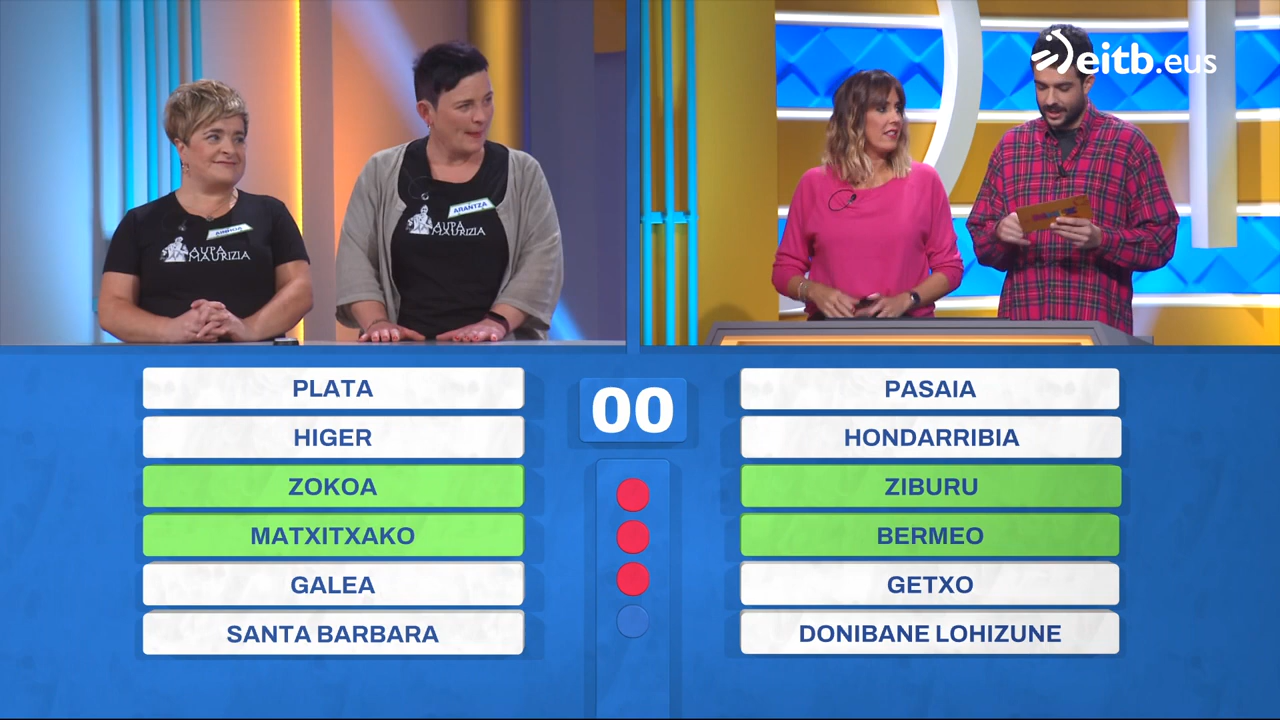 eitb.eus
ARANTZA
AUPA
MAURIZIA
AUPA
MAURIZIA
PLATA
00
PASAIA
HIGER
HONDARRIBIA
ZOKOA
ZIBURU
MATXITXAKO
BERMEO
GALEA
GETXO
SANTA BARBARA
DONIBANE LOHIZUNE